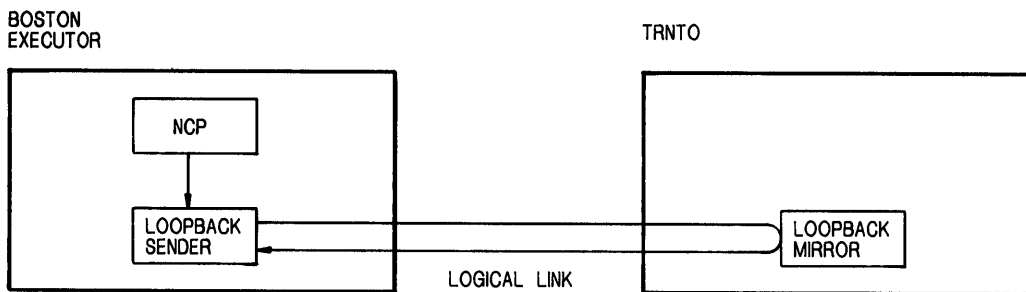 BOSTON
EXECUTOR
TRNTO
NCP
LOOPBACK
SENDER
LOOPBACK
MIRROR
LOGICAL LINK